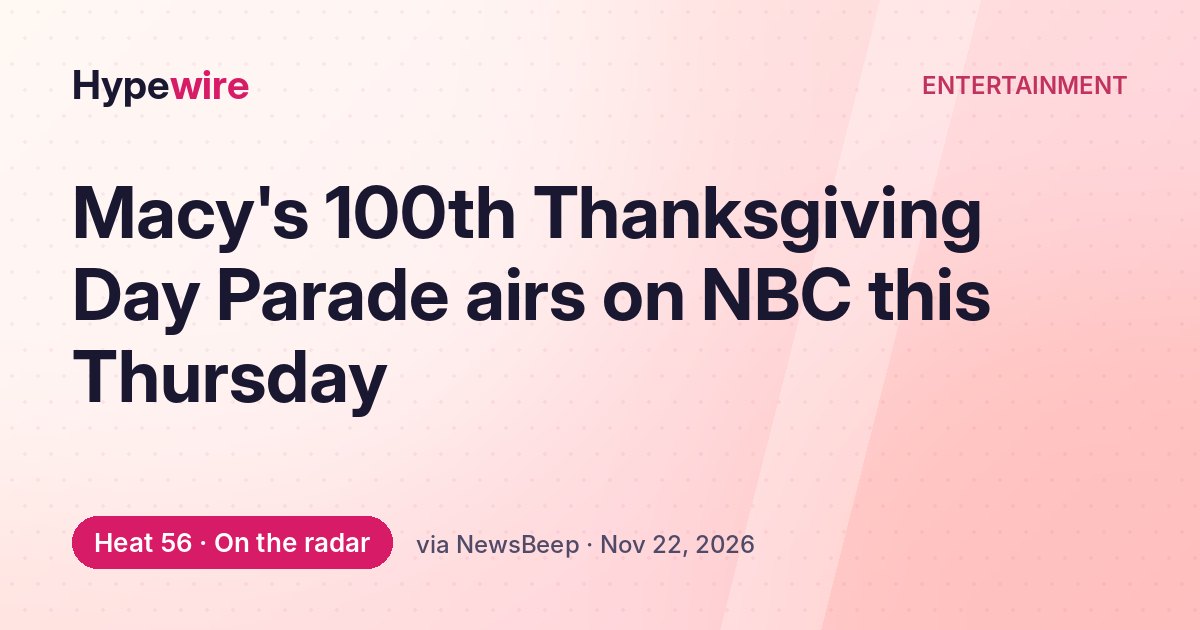 Hypewire
ENTERTAINMENT
Macy's 100th Thanksgiving
Day Parade airs on NBC this
Thursday
Heat 56 · On the radar
via NewsBeep · Nov 22, 2026